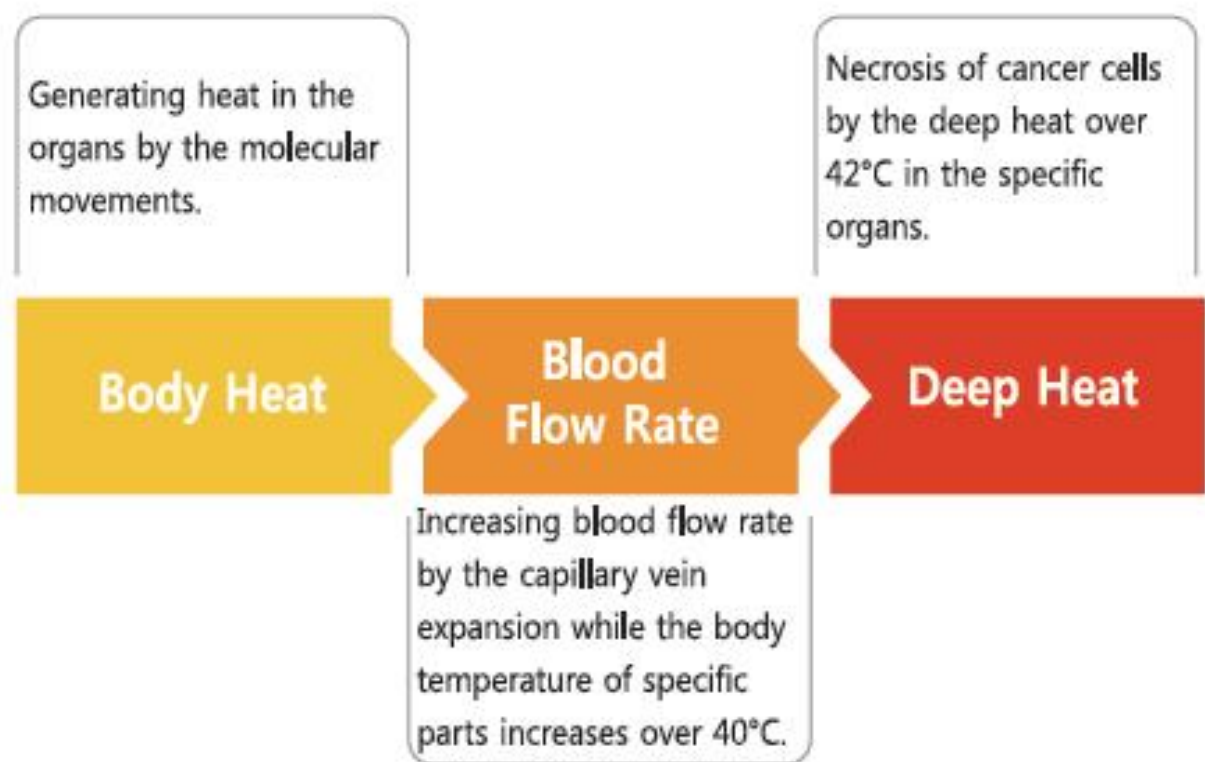 Generating heat in the
organs by the molecular
movements.
Necrosis of cancer cells
by the deep heat over
42°C in the specific
organs.
Body Heat
Blood
Flow Rate
Deep Heat
Increasing blood flow rate
by the capillary vein
expansion while the body
temperature of specific
parts increases over 40°C.